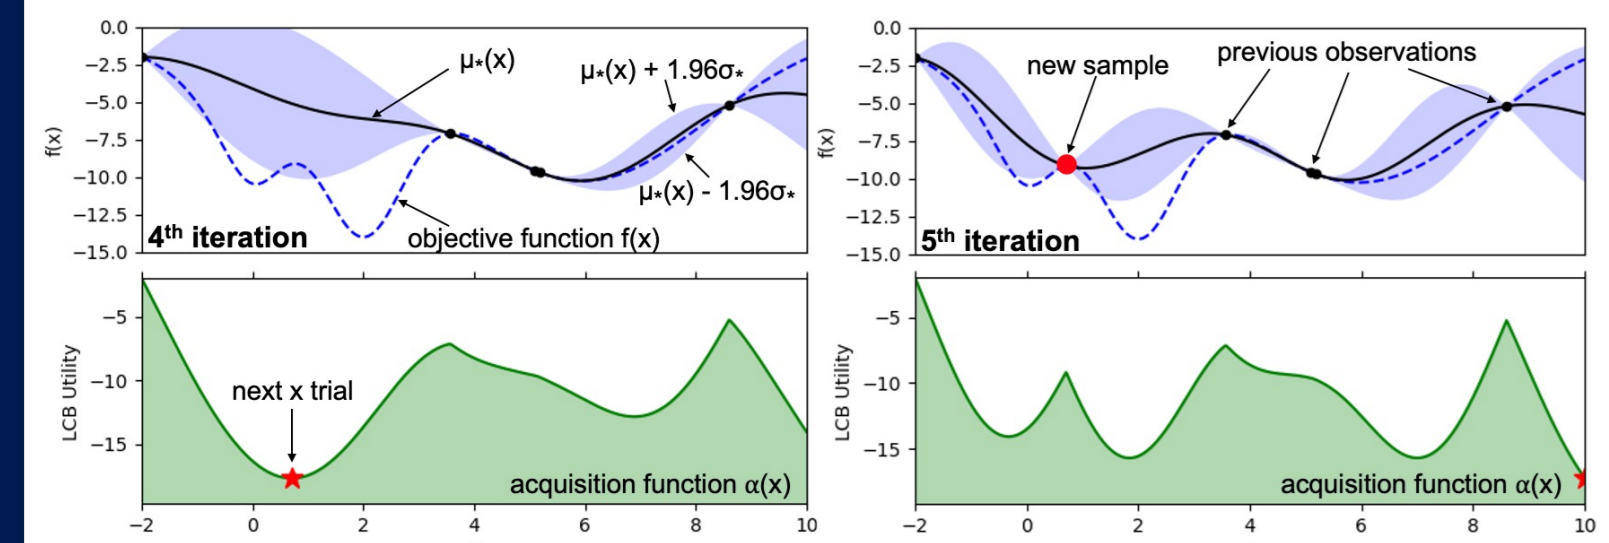 0.0
−2.5
−5.0
−7.5
−10.0
−12.5
−15.0
f(x)
μ*(x)
μ*(x) + 1.96σ*
μ*(x) - 1.96σ*
4th iteration
objective function f(x)
−5
−10
−15
LCB Utility
next x trial
acquisition function α(x)
−2 0 2 4 6 8 10
0.0
−2.5
−5.0
−7.5
−10.0
−12.5
−15.0
f(x)
previous observations
new sample
5th iteration
−5
−10
−15
LCB Utility
acquisition function α(x)
−2 0 2 4 6 8 10